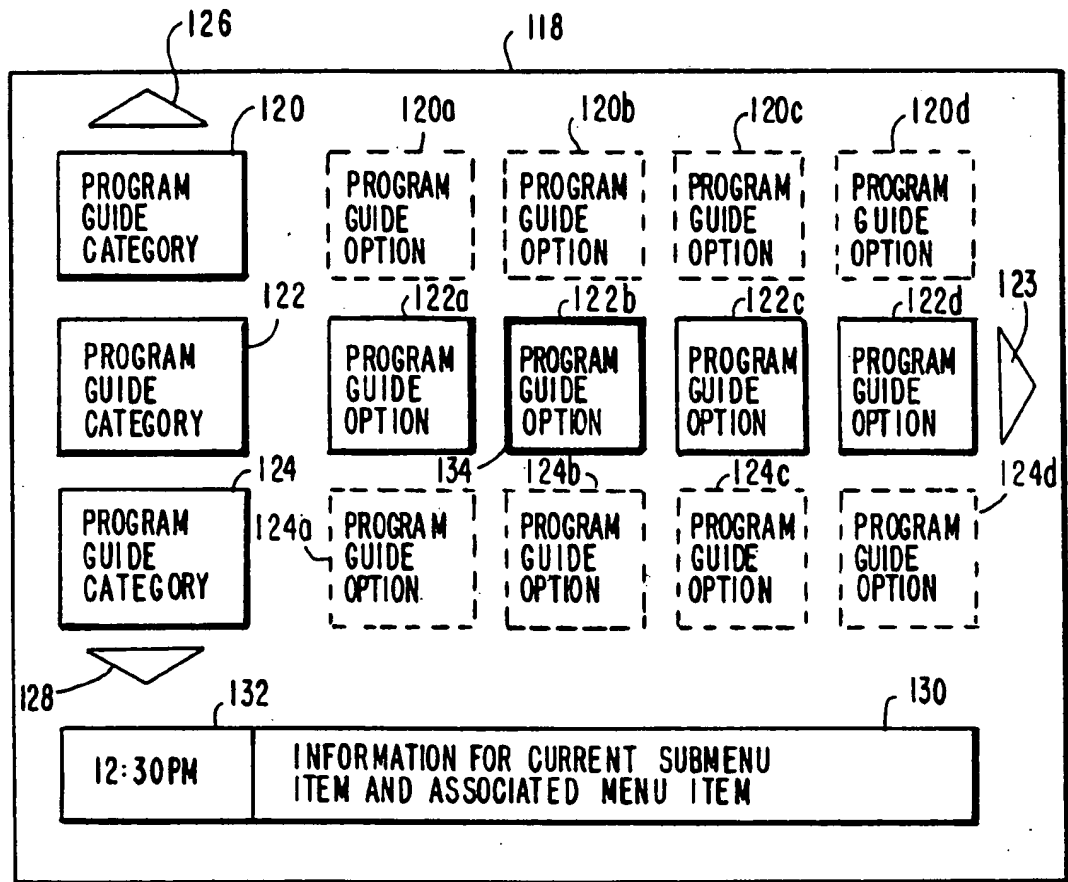 126
118
120
120a
120b
120c
120d
PROGRAM
GUIDE
CATEGORY
PROGRAM
GUIDE
OPTION
PROGRAM
GUIDE
OPTION
PROGRAM
GUIDE
OPTION
PROGRAM
GUIDE
OPTION
122
122a
122b
122c
122d
123
PROGRAM
GUIDE
CATEGORY
PROGRAM
GUIDE
OPTION
PROGRAM
GUIDE
OPTION
PROGRAM
GUIDE
OPTION
PROGRAM
GUIDE
OPTION
134
124
124a
124b
124c
124d
PROGRAM
GUIDE
CATEGORY
PROGRAM
GUIDE
OPTION
PROGRAM
GUIDE
OPTION
PROGRAM
GUIDE
OPTION
PROGRAM
GUIDE
OPTION
128
132
130
12:30PM
INFORMATION FOR CURRENT SUBMENU
ITEM AND ASSOCIATED MENU ITEM